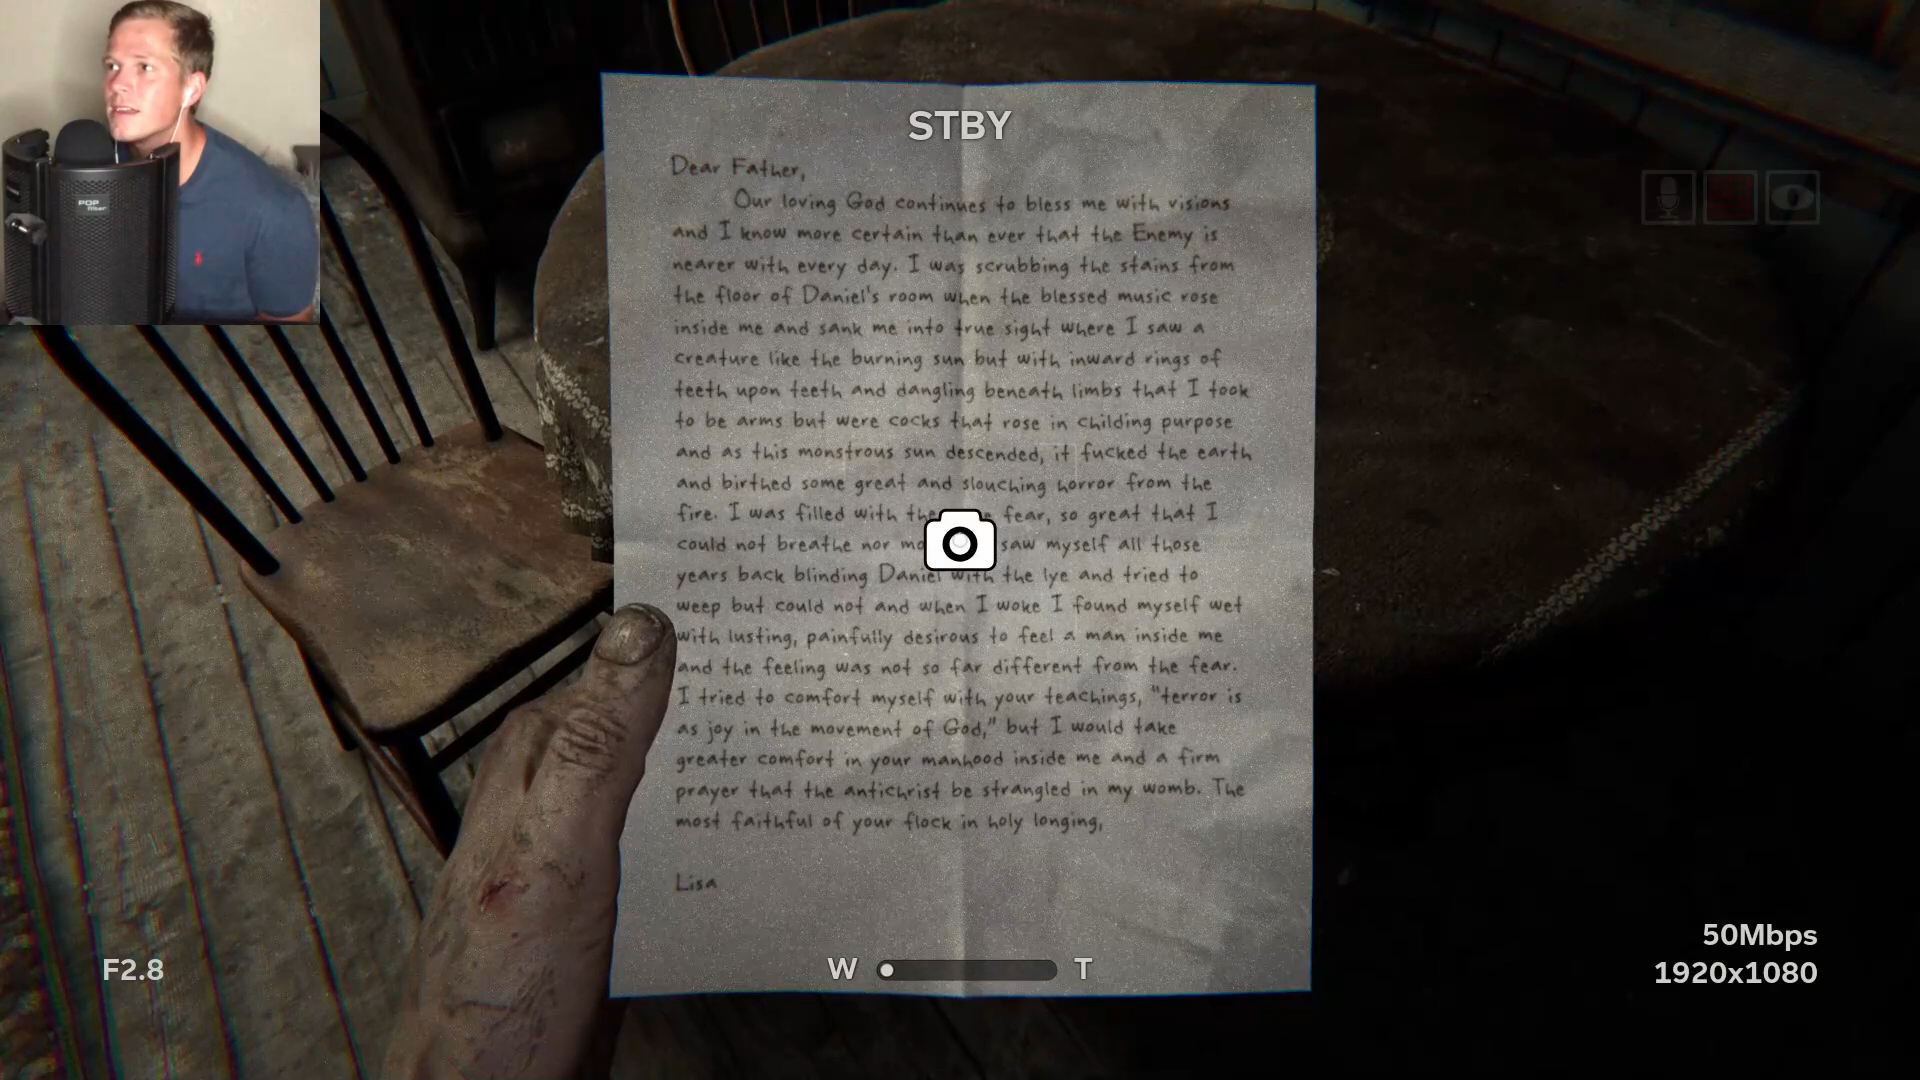 STBY
Dear Father,
Our loving God continues to bless me with visions
and I know more certain than ever that the Enemy is
nearer with every day. I was scrubbing the stains from
the floor of Daniel's room when the blessed music rose
inside me and sank me into true sight where I saw a
creature like the burning sun but with inward rings of
teeth upon teeth and dangling beneath limbs that I took
to be arms but were cocks that rose in childing purpose
and as this monstrous sun descended, it fucked the earth
and birthed some great and slouching horror from the
fire. I was filled with the fear, so great that I
could not breathe nor saw myself all those
years back blinding Daniel with the lye and tried to
weep but could not and when I woke I found myself wet
with lusting, painfully desirous to feel a man inside me
and the feeling was not so far different from the fear.
I tried to comfort myself with your teachings, "terror is
as joy in the movement of God," but I would take
greater comfort in your manhood inside me and a firm
prayer that the antichrist be strangled in my womb. The
most faithful of your flock in holy longing,
Lisa
POP
filter
F2.8
W T
50Mbps
1920x1080